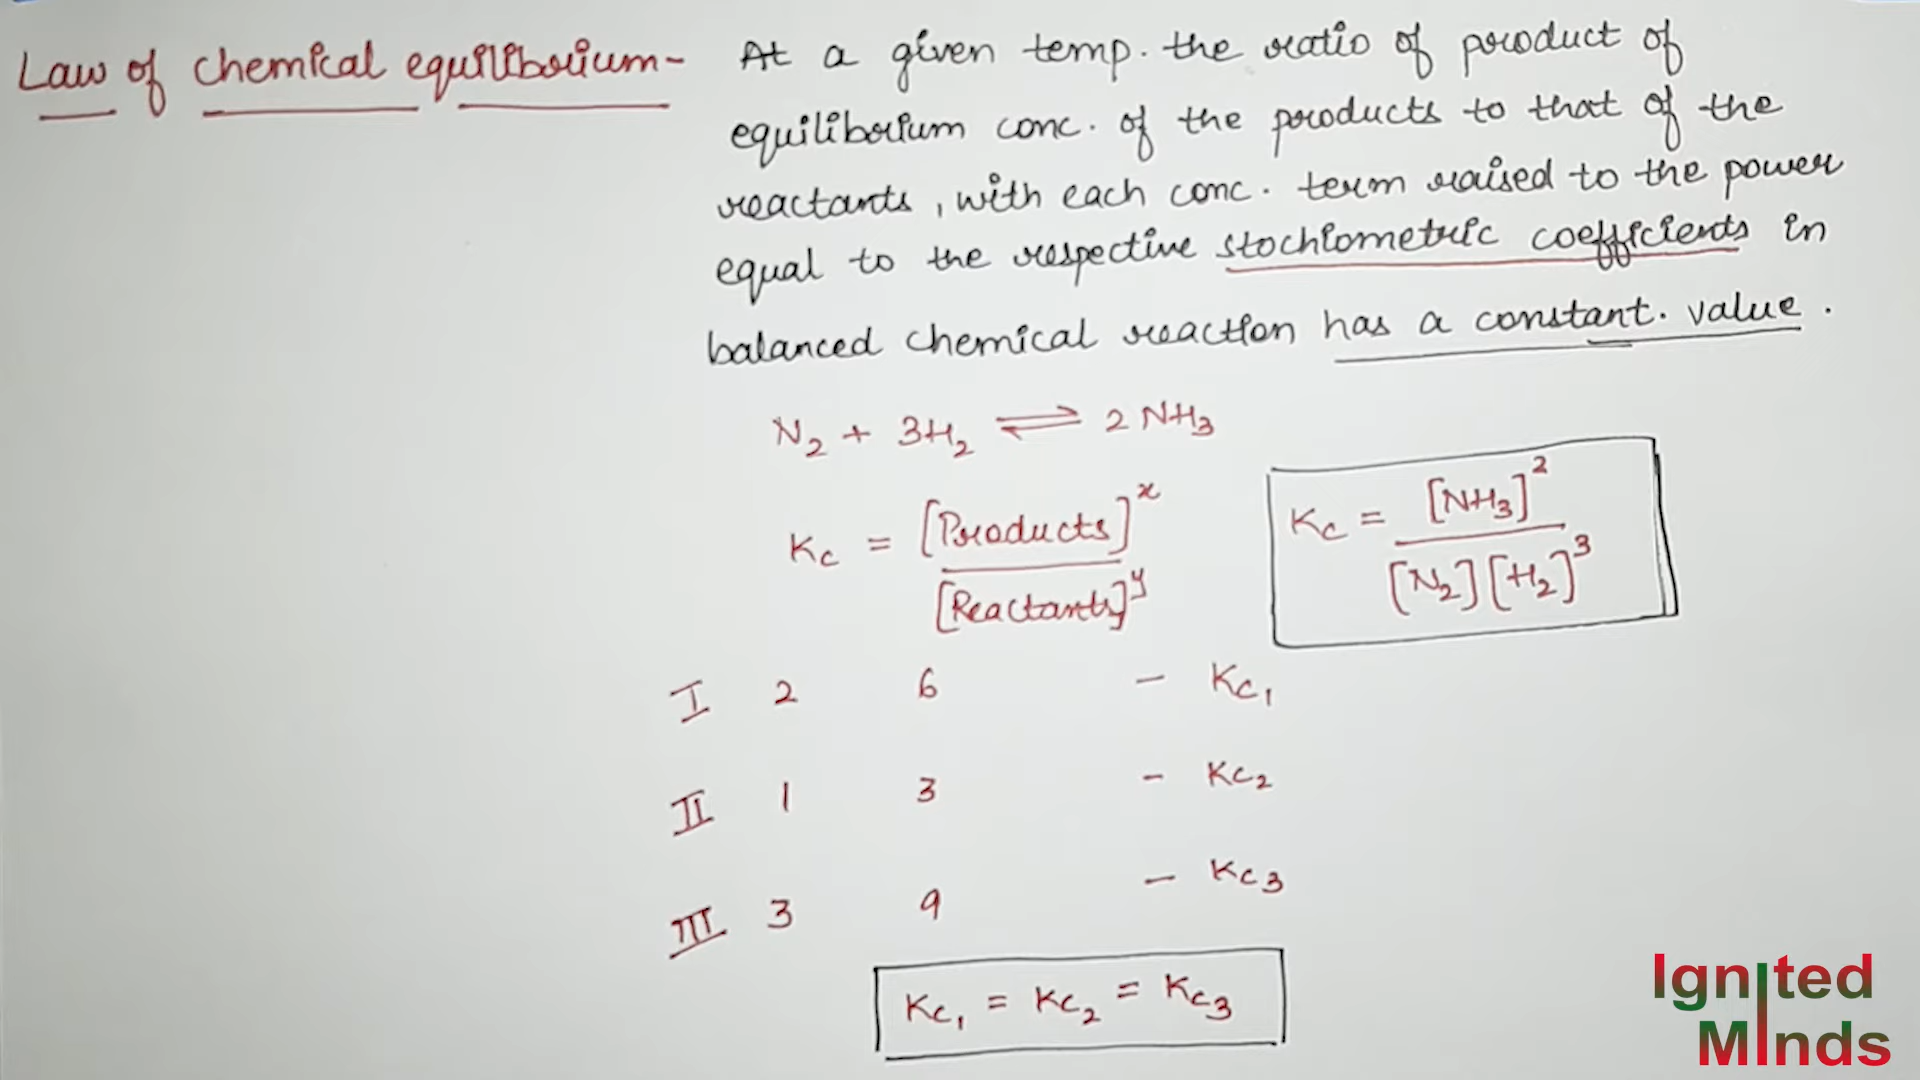 Law of chemical equilibrium- At a given temp. the ratio of product of
equilibrium conc. of the products to that of the
reactants, with each conc. term raised to the power
equal to the respective stochiometric coefficients in
balanced chemical reaction has a constant. value.
N₂ + 3H₂ ⇌ 2NH₃
Kc = [Products]^x / [Reactants]^y
Kc = [NH₃]² / [N₂][H₂]³
I 2 6 - Kc₁
II 1 3 - Kc₂
III 3 9 - Kc₃
Kc₁ = Kc₂ = Kc₃
Ignited
Minds